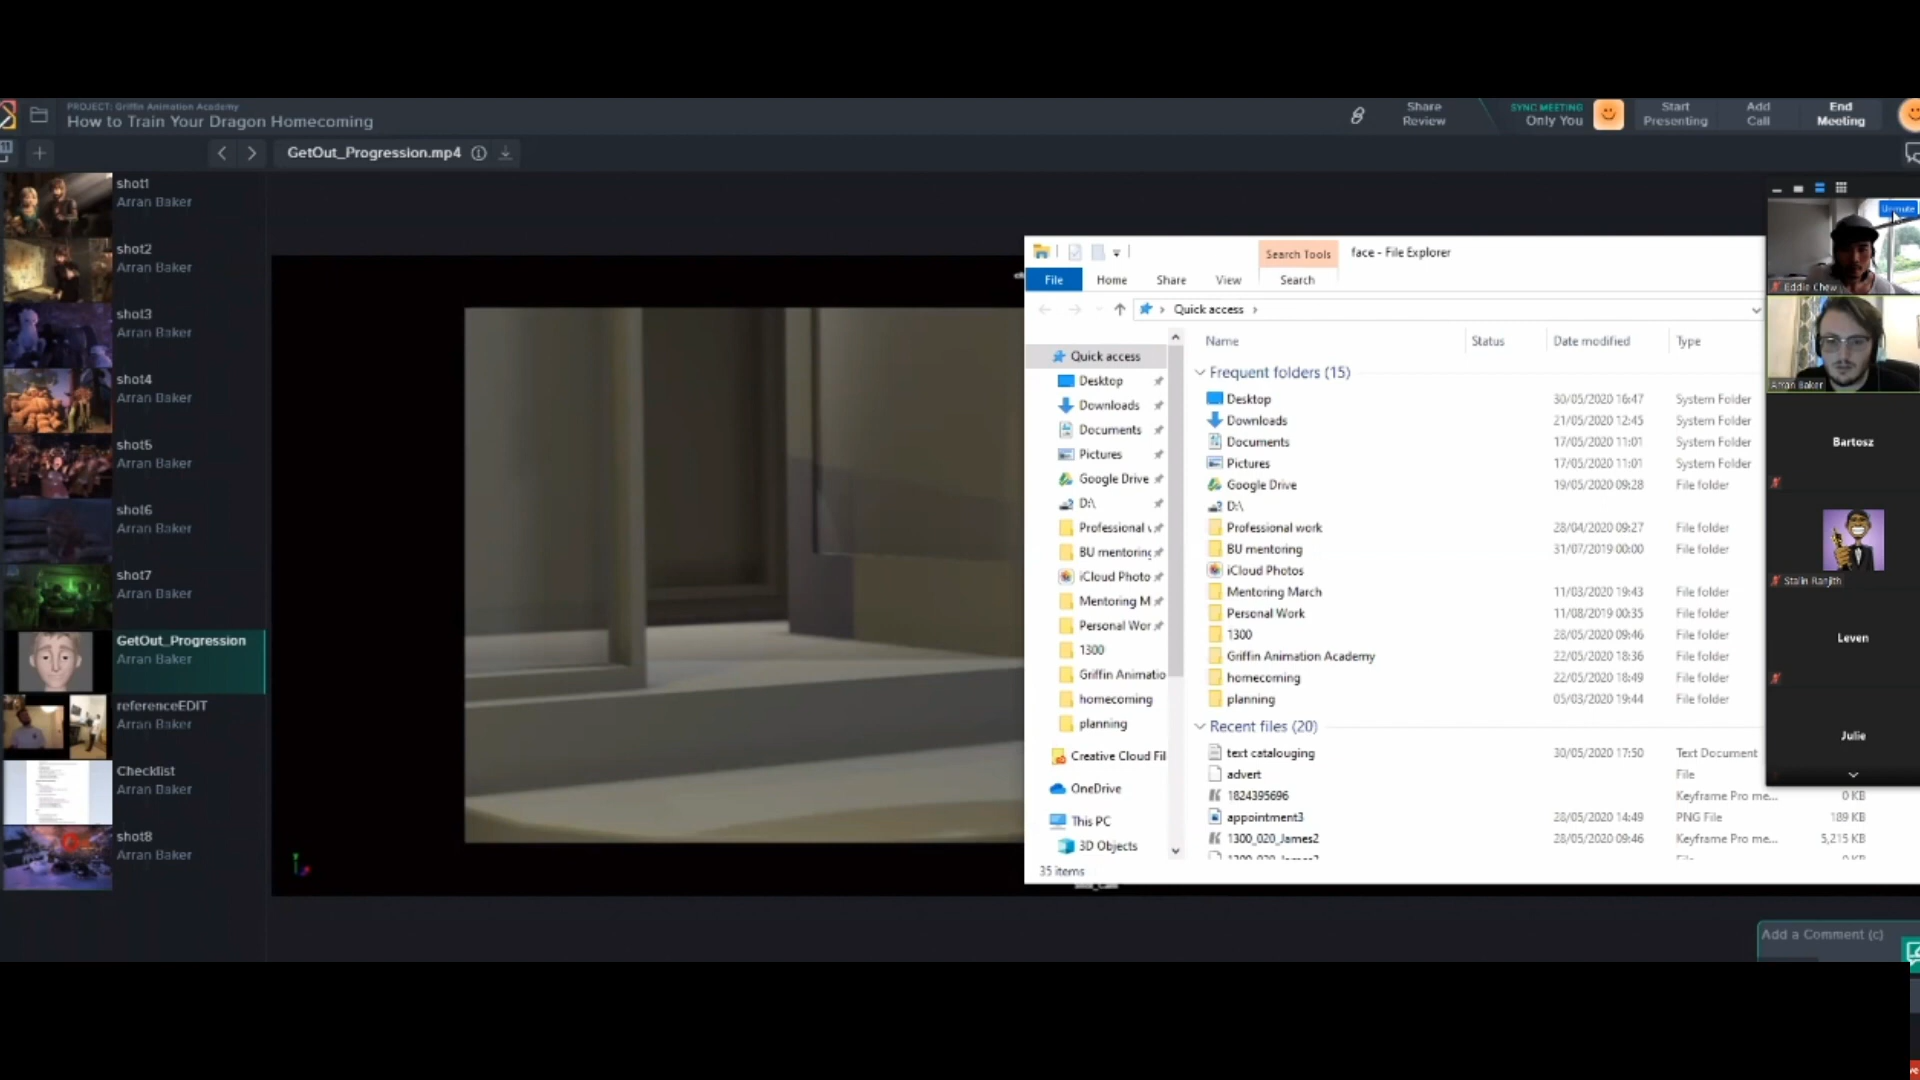 PROJECT: Griffin Animation Academy
How to Train Your Dragon Homecoming
Share Review
SYNC MEETING
Only You
Start Presenting
Add Call
End Meeting
GetOut_Progression.mp4
shot1
Arran Baker
shot2
Arran Baker
shot3
Arran Baker
shot4
Arran Baker
shot5
Arran Baker
shot6
Arran Baker
shot7
Arran Baker
GetOut_Progression
Arran Baker
referenceEDIT
Arran Baker
Checklist
Arran Baker
shot8
Arran Baker
Search Tools
face - File Explorer
File Home Share View Search
Quick access
Name Status Date modified Type
Quick access
Desktop
Downloads
Documents
Pictures
Google Drive
D:\
Professional
BU mentoring
iCloud Photo
Mentoring M
Personal Wor
1300
Griffin Animatio
homecoming
planning
Creative Cloud Fil
OneDrive
This PC
3D Objects
Frequent folders (15)
Desktop 30/05/2020 16:47 System Folder
Downloads 21/05/2020 12:45 System Folder
Documents 17/05/2020 11:01 System Folder
Pictures 17/05/2020 11:01 System Folder
Google Drive 19/05/2020 09:28 File folder
D:\
Professional work 28/04/2020 09:27 File folder
BU mentoring 31/07/2019 00:00 File folder
iCloud Photos
Mentoring March 11/03/2020 19:43 File folder
Personal Work 11/08/2019 00:35 File folder
1300 28/05/2020 09:46 File folder
Griffin Animation Academy 22/05/2020 18:36 File folder
homecoming 22/05/2020 18:49 File folder
planning 05/03/2020 19:44 File folder
Recent files (20)
text catalouging 30/05/2020 17:50 Text Document
advert File
1824395696 Keyframe Pro me... 0 KB
appointment3 28/05/2020 14:49 PNG File 189 KB
1300_020_James2 28/05/2020 09:46 Keyframe Pro me... 5,215 KB
35 items
Unmute
Eddie Chew
Arran Baker
Bartosz
Stalin Ranjith
Leven
Julie
Add a Comment (c)